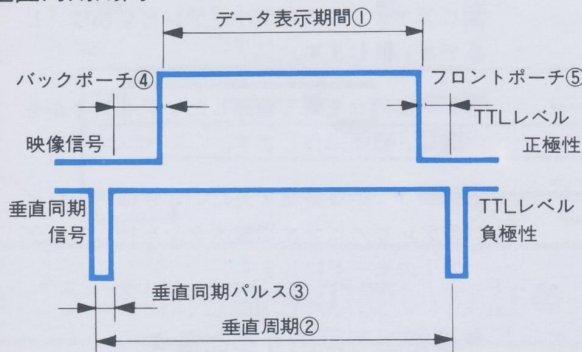 データ表示期間①
バックポーチ④
フロントポーチ⑤
映像信号
TTLレベル
正極性
垂直同期
信号
TTLレベル
負極性
垂直同期パルス③
垂直周期②